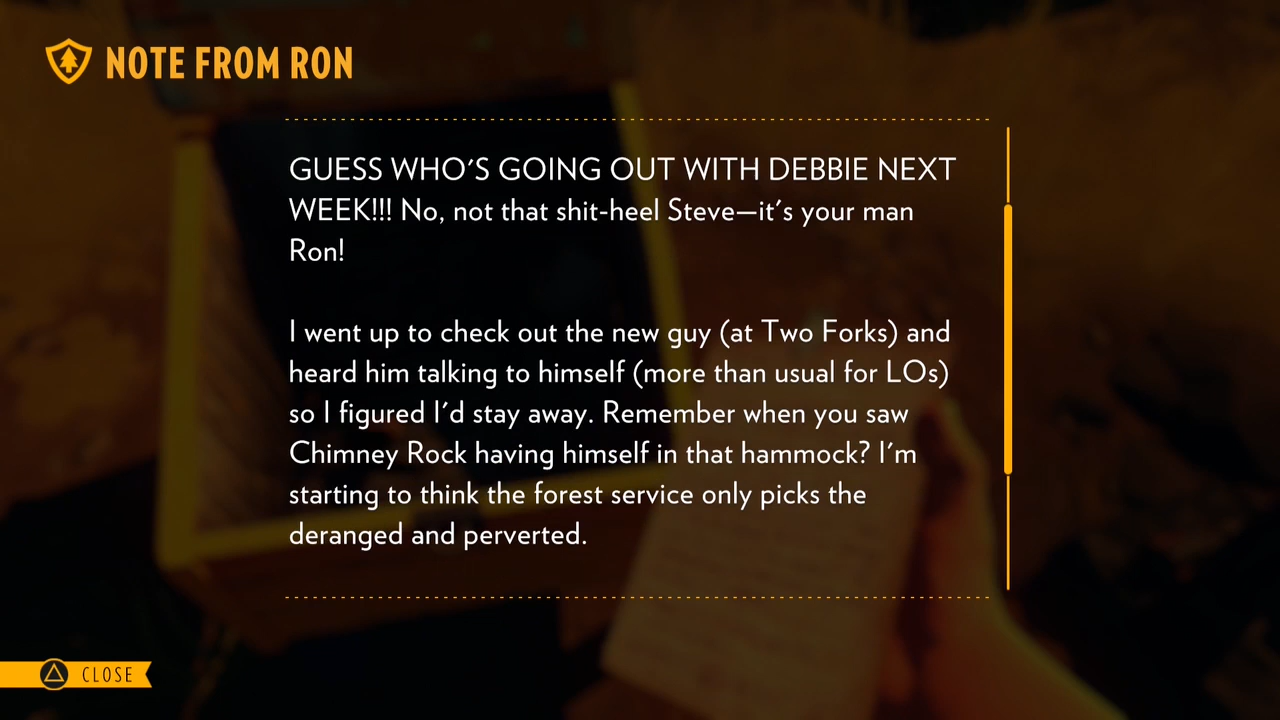 NOTE FROM RON
GUESS WHO'S GOING OUT WITH DEBBIE NEXT
WEEK!!! No, not that shit-heel Steve—it's your man
Ron!
I went up to check out the new guy (at Two Forks) and
heard him talking to himself (more than usual for LOs)
so I figured I'd stay away. Remember when you saw
Chimney Rock having himself in that hammock? I'm
starting to think the forest service only picks the
deranged and perverted.
CLOSE